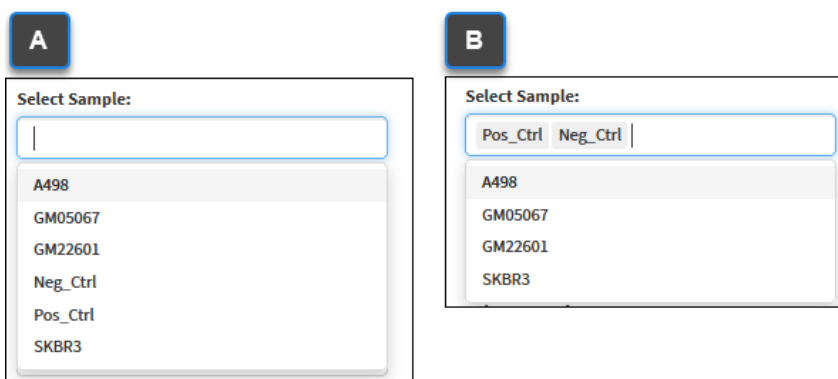 A
Select Sample:
A498
GM05067
GM22601
Neg_Ctrl
Pos_Ctrl
SKBR3
B
Select Sample:
Pos_Ctrl Neg_Ctrl
A498
GM05067
GM22601
SKBR3